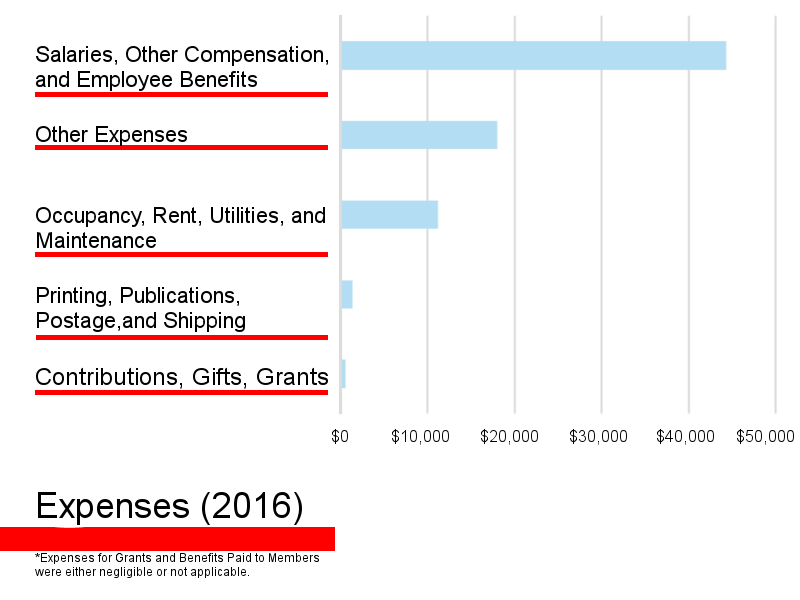 Salaries, Other Compensation,
and Employee Benefits
Other Expenses
Occupancy, Rent, Utilities, and
Maintenance
Printing, Publications,
Postage,and Shipping
Contributions, Gifts, Grants
$0 $10,000 $20,000 $30,000 $40,000 $50,000
Expenses (2016)
*Expenses for Grants and Benefits Paid to Members
were either negligible or not applicable.